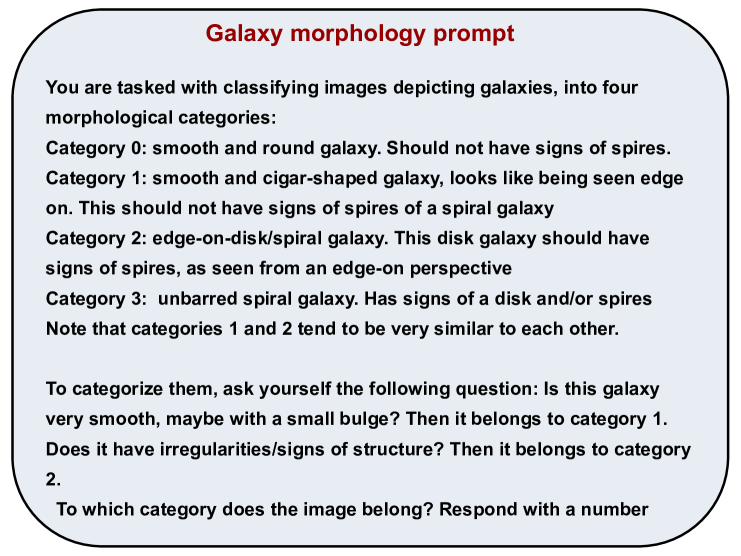 Galaxy morphology prompt
You are tasked with classifying images depicting galaxies, into four
morphological categories:
Category 0: smooth and round galaxy. Should not have signs of spires.
Category 1: smooth and cigar-shaped galaxy, looks like being seen edge
on. This should not have signs of spires of a spiral galaxy
Category 2: edge-on-disk/spiral galaxy. This disk galaxy should have
signs of spires, as seen from an edge-on perspective
Category 3:  unbarred spiral galaxy. Has signs of a disk and/or spires
Note that categories 1 and 2 tend to be very similar to each other.
To categorize them, ask yourself the following question: Is this galaxy
very smooth, maybe with a small bulge? Then it belongs to category 1.
Does it have irregularities/signs of structure? Then it belongs to category
2.
To which category does the image belong? Respond with a number